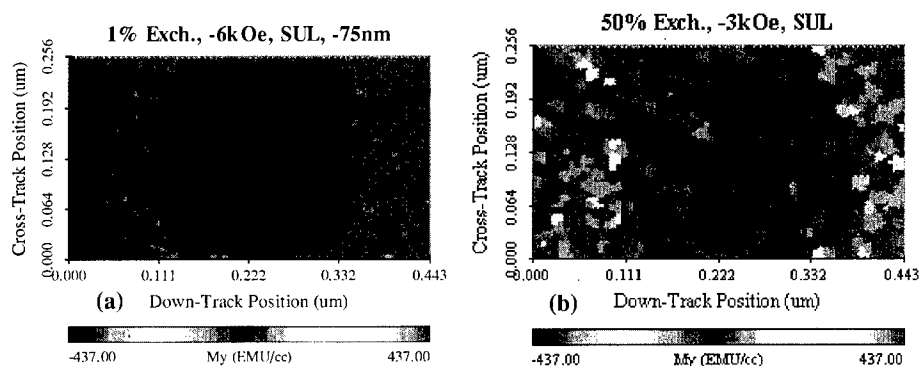 1% Exch., -6kOe, SUL, -75nm
Cross-Track Position (um)
0.256
0.192
0.128
0.064
0.000
0.000 0.111 0.222 0.332 0.443
(a) Down-Track Position (um)
-437.00 My (EMU/cc) 437.00
50% Exch., -3kOe, SUL
Cross-Track Position (um)
0.256
0.192
0.128
0.064
0.000
0.000 0.111 0.222 0.332 0.443
(b) Down-Track Position (um)
-437.00 My (EMU/cc) 437.00